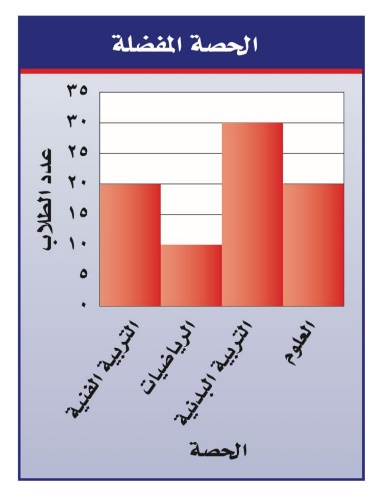 الحصة المفضلة
عدد الطلاب
٣٥
٣٠
٢٥
٢٠
١٥
١٠
٥
٠
التربية الفنية
الرياضيات
التربية البدنية
العلوم
الحصة